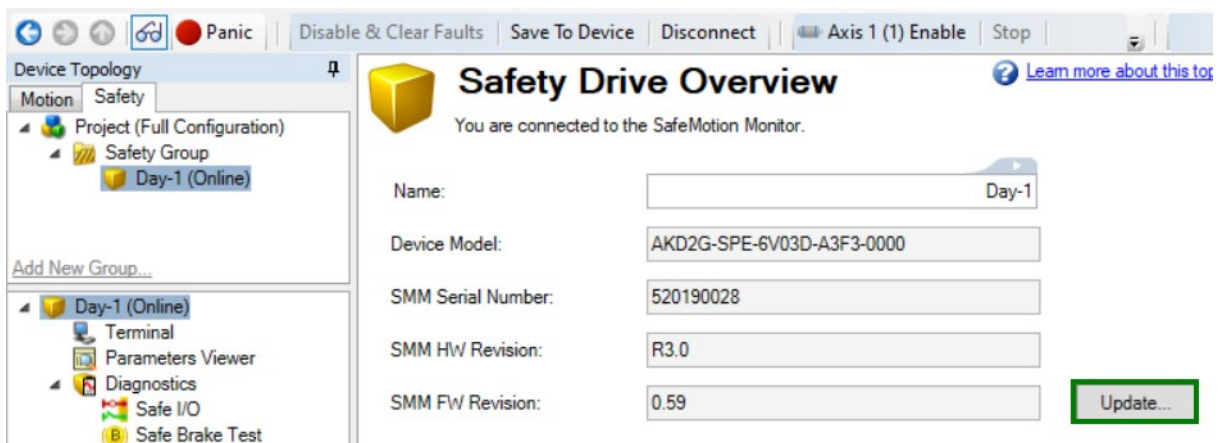 Panic Disable & Clear Faults Save To Device Disconnect Axis 1 (1) Enable Stop
Device Topology
Motion Safety
Project (Full Configuration)
Safety Group
Day-1 (Online)
Add New Group...
Day-1 (Online)
Terminal
Parameters Viewer
Diagnostics
Safe I/O
B Safe Brake Test
Safety Drive Overview
Learn more about this top
You are connected to the SafeMotion Monitor.
Name: Day-1
Device Model: AKD2G-SPE-6V03D-A3F3-0000
SMM Serial Number: 520190028
SMM HW Revision: R3.0
SMM FW Revision: 0.59 Update...